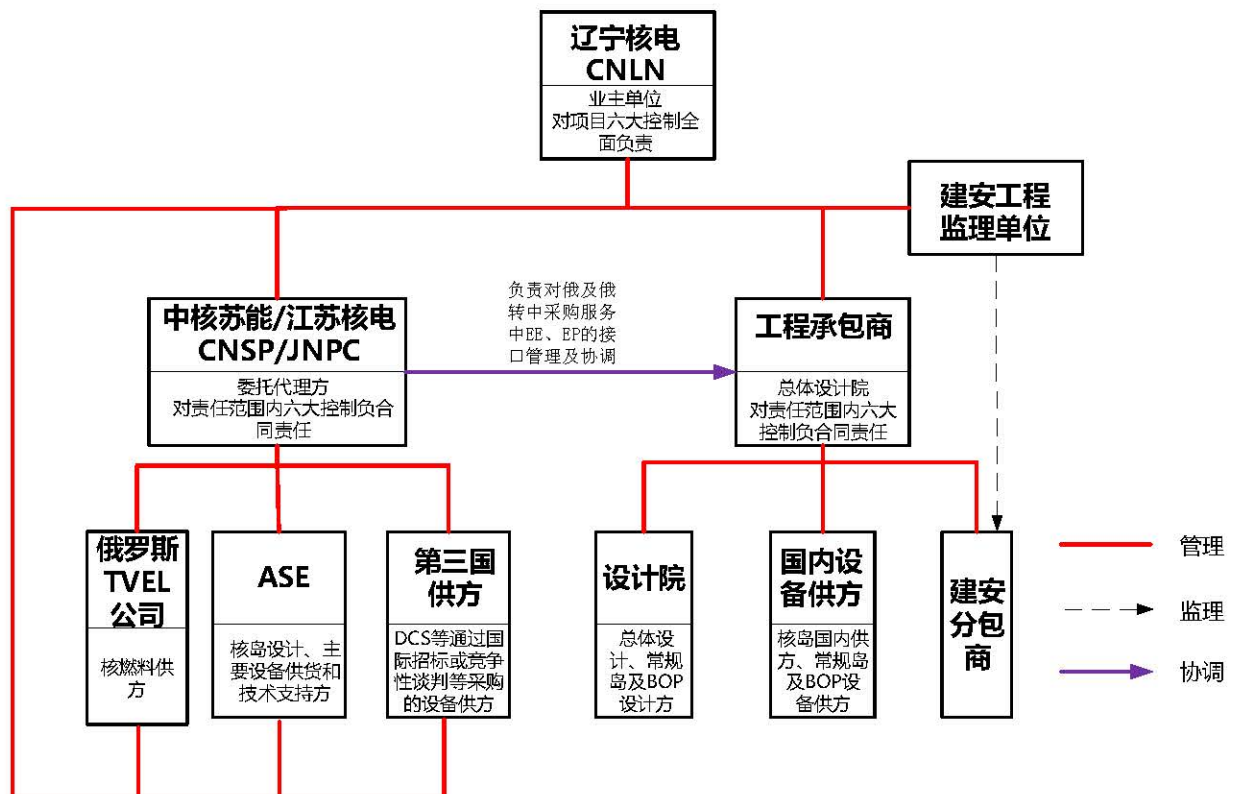 辽宁核电
CNLN
业主单位
对项目六大控制全
面负责
建安工程
监理单位
中核苏能/江苏核电
CNSP/JNPC
委托代理方
对责任范围内六大控制负合
同责任
负责对俄及俄
转中采购服务
中EE、EP的接
口管理及协调
工程承包商
总体设计院
对责任范围内六大
控制负合同责任
俄罗斯
TVEL
公司
核燃料供
方
ASE
核岛设计、主
要设备供货和
技术支持方
第三国
供方
DCS等通过国
际招标或竞争
性谈判等采购
的设备供方
设计院
总体设
计、常规
岛及BOP
设计方
国内设
备供方
核岛国内供
方、常规岛
及BOP设
备供方
建安
分包
商
管理
监理
协调